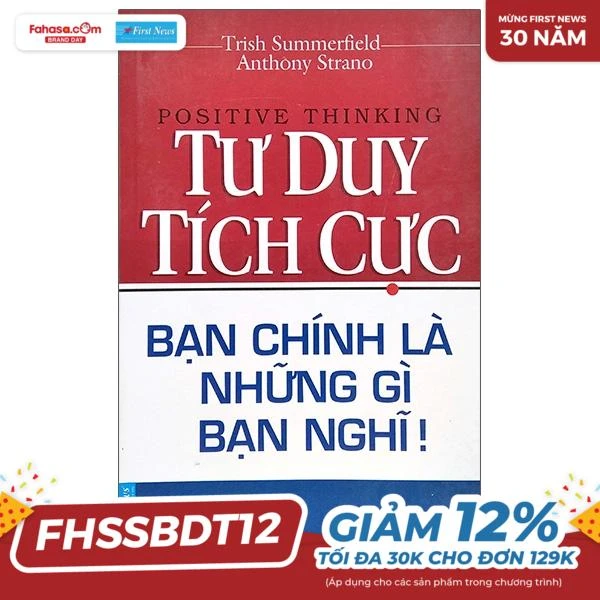 Fahasa.com
BRAND DAY
First News
MỪNG FIRST NEWS
30 NĂM
Trish Summerfield
Anthony Strano
POSITIVE THINKING
TƯ DUY
TÍCH CỰC
BẠN CHÍNH LÀ
NHỮNG GÌ
BẠN NGHĨ!
FHSSBDT12
GIẢM 12%
TỐI ĐA 30K CHO ĐƠN 129K
(Áp dụng cho các sản phẩm trong chương trình)